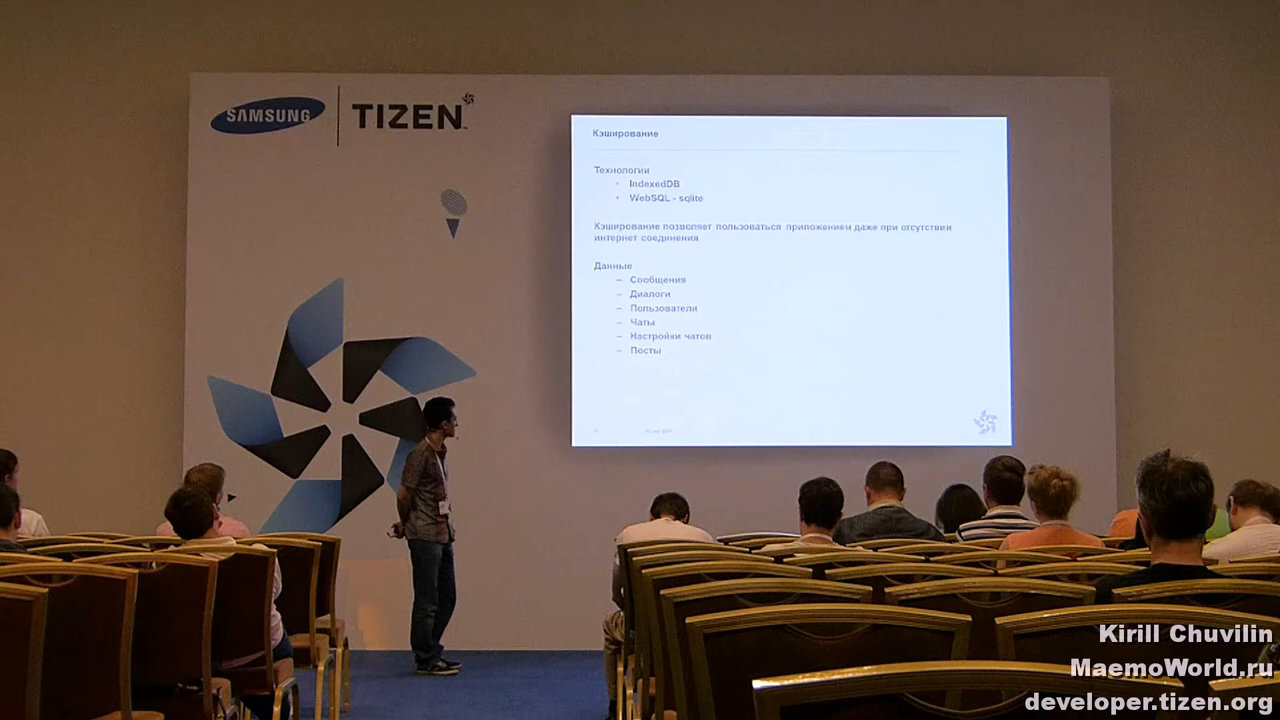 SAMSUNG
TIZEN
Кэширование
Технологии
• IndexedDB
• WebSQL - sqlite
Кэширование позволяет пользоваться приложением даже при отсутствии
интернет соединения
Данные
– Сообщения
– Диалоги
– Пользователи
– Чаты
– Настройки чатов
– Посты
Kirill Chuvilin
MaemoWorld.ru
developer.tizen.org